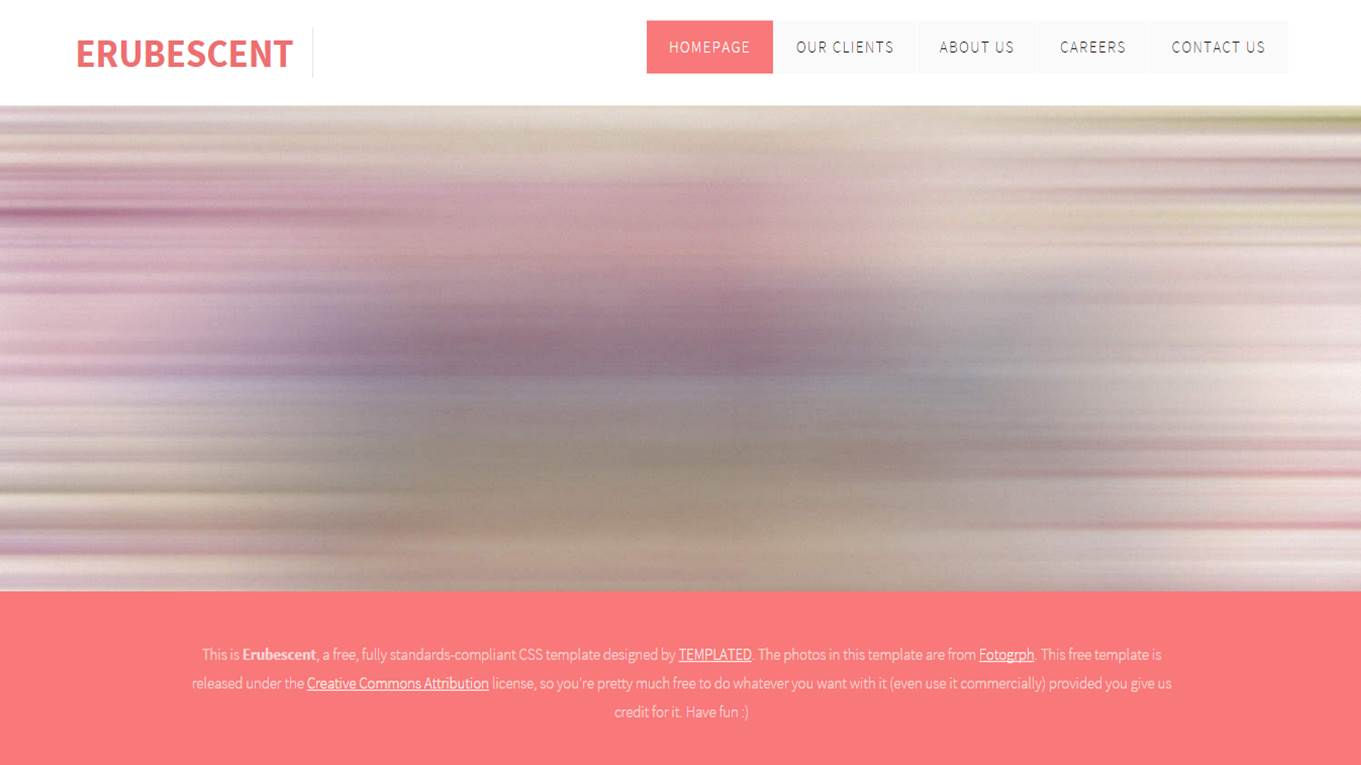 ERUBESCENT
HOMEPAGE OUR CLIENTS ABOUT US CAREERS CONTACT US
This is Erubescent, a free, fully standards-compliant CSS template designed by TEMPLATED. The photos in this template are from Fotogrph. This free template is
released under the Creative Commons Attribution license, so you're pretty much free to do whatever you want with it (even use it commercially) provided you give us
credit for it. Have fun :)